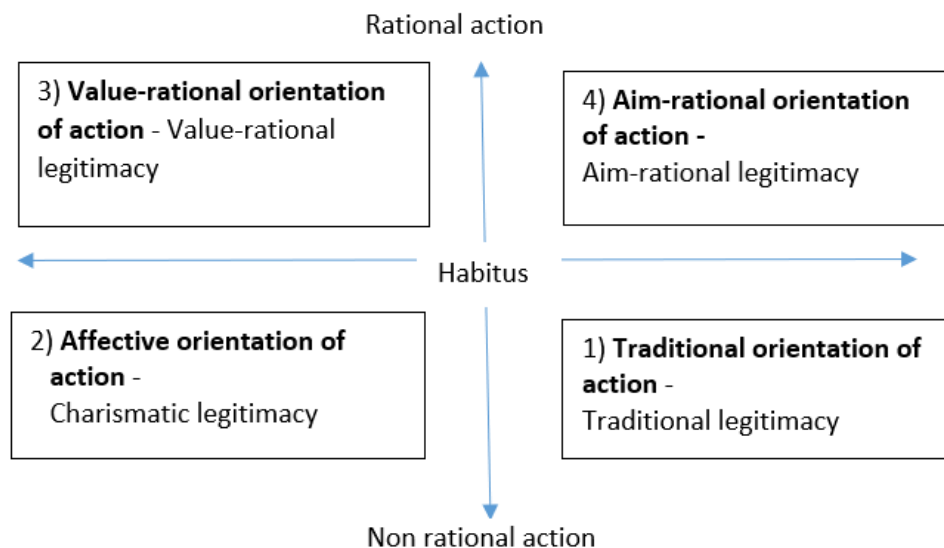 Rational action
3) Value-rational orientation
of action - Value-rational
legitimacy
4) Aim-rational orientation
of action -
Aim-rational legitimacy
Habitus
2) Affective orientation of
action -
Charismatic legitimacy
1) Traditional orientation of
action -
Traditional legitimacy
Non rational action